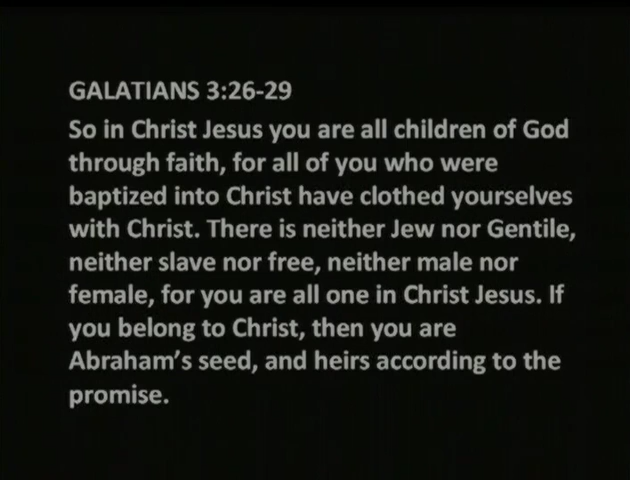 GALATIANS 3:26-29
So in Christ Jesus you are all children of God
through faith, for all of you who were
baptized into Christ have clothed yourselves
with Christ. There is neither Jew nor Gentile,
neither slave nor free, neither male nor
female, for you are all one in Christ Jesus. If
you belong to Christ, then you are
Abraham’s seed, and heirs according to the
promise.